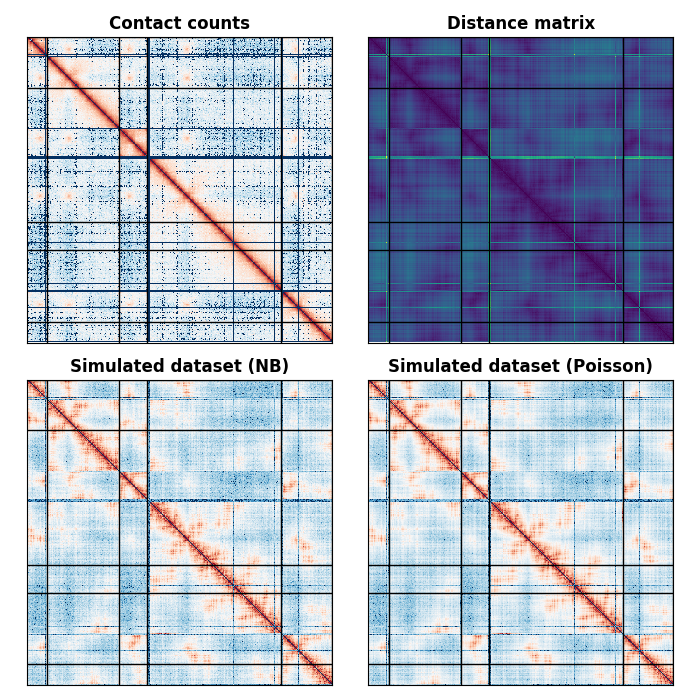 Contact counts
Distance matrix
Simulated dataset (NB)
Simulated dataset (Poisson)